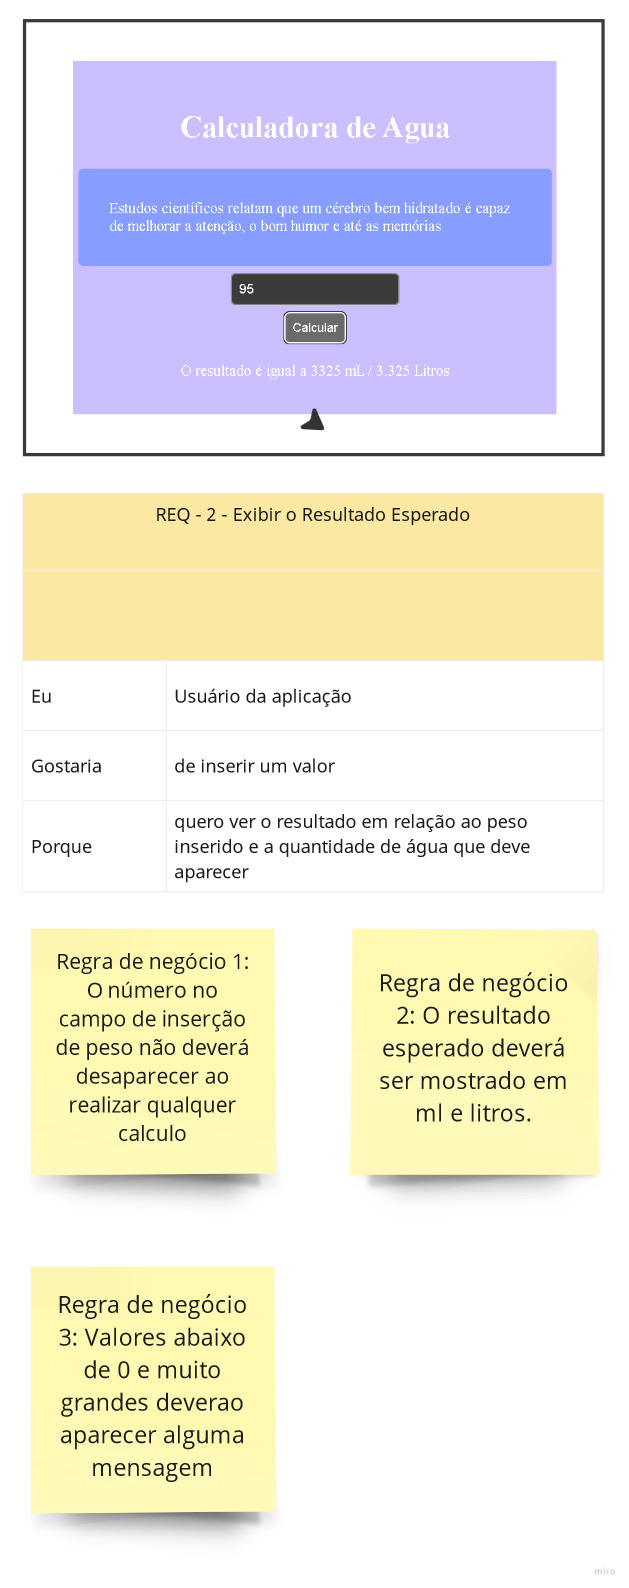 Calculadora de Agua
Estudos científicos relatam que um cérebro bem hidratado é capaz
de melhorar a atenção, o bom humor e até as memórias
95
Calcular
O resultado é igual a 3325 mL / 3.325 Litros
REQ - 2 - Exibir o Resultado Esperado
Eu
Usuário da aplicação
Gostaria
de inserir um valor
Porque
quero ver o resultado em relação ao peso
inserido e a quantidade de água que deve
aparecer
Regra de negócio 1:
O número no
campo de inserção
de peso não deverá
desaparecer ao
realizar qualquer
calculo
Regra de negócio
2: O resultado
esperado deverá
ser mostrado em
ml e litros.
Regra de negócio
3: Valores abaixo
de 0 e muito
grandes deverao
aparecer alguma
mensagem
miro